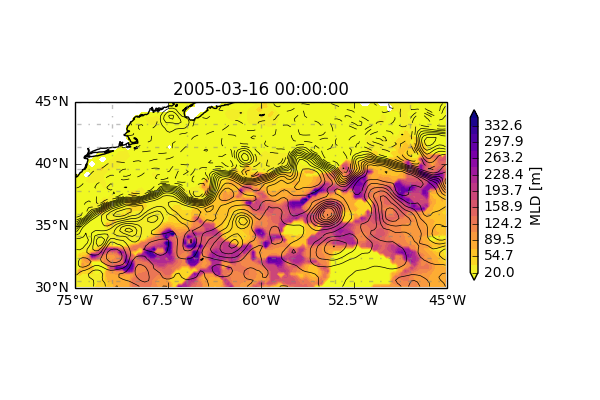 2005-03-16 00:00:00
45°N
40°N
35°N
30°N
75°W
67.5°W
60°W
52.5°W
45°W
332.6
297.9
263.2
228.4
193.7
158.9
124.2
89.5
54.7
20.0
MLD [m]